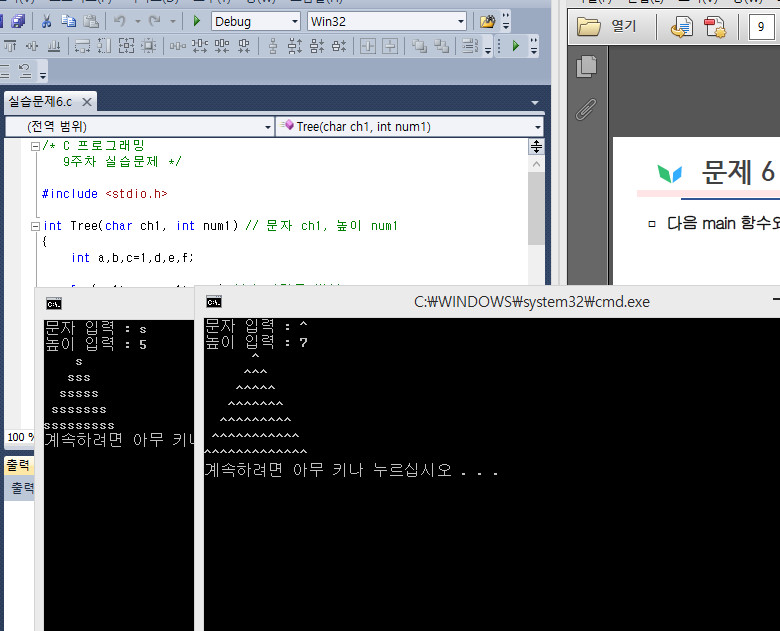 Debug
Win32
열기
9
실습문제6.c
(전역 범위)
Tree(char ch1, int num1)
/* C 프로그래밍
9주차 실습문제 */
#include <stdio.h>
int Tree(char ch1, int num1) // 문자 ch1, 높이 num1
{
int a,b,c=1,d,e,f;
100 %
출력
출력
문제 6
다음 main 함수와
문자 입력 : s
높이 입력 : 5
s
sss
sssss
sssssss
sssssssss
계속하려면 아무 키나
C:₩WINDOWS₩system32₩cmd.exe
문자 입력 : ^
높이 입력 : 7
^
^^^
^^^^^
^^^^^^^
^^^^^^^^^
^^^^^^^^^^^
^^^^^^^^^^^^^
계속하려면 아무 키나 누르십시오 . . .